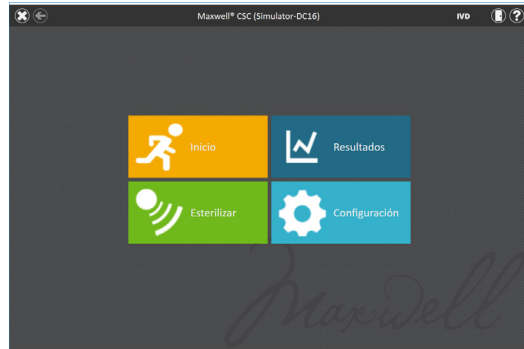 Maxwell® CSC (Simulator-DC16)
IVD
?
Inicio
Resultados
Esterilizar
Configuración
Maxwell